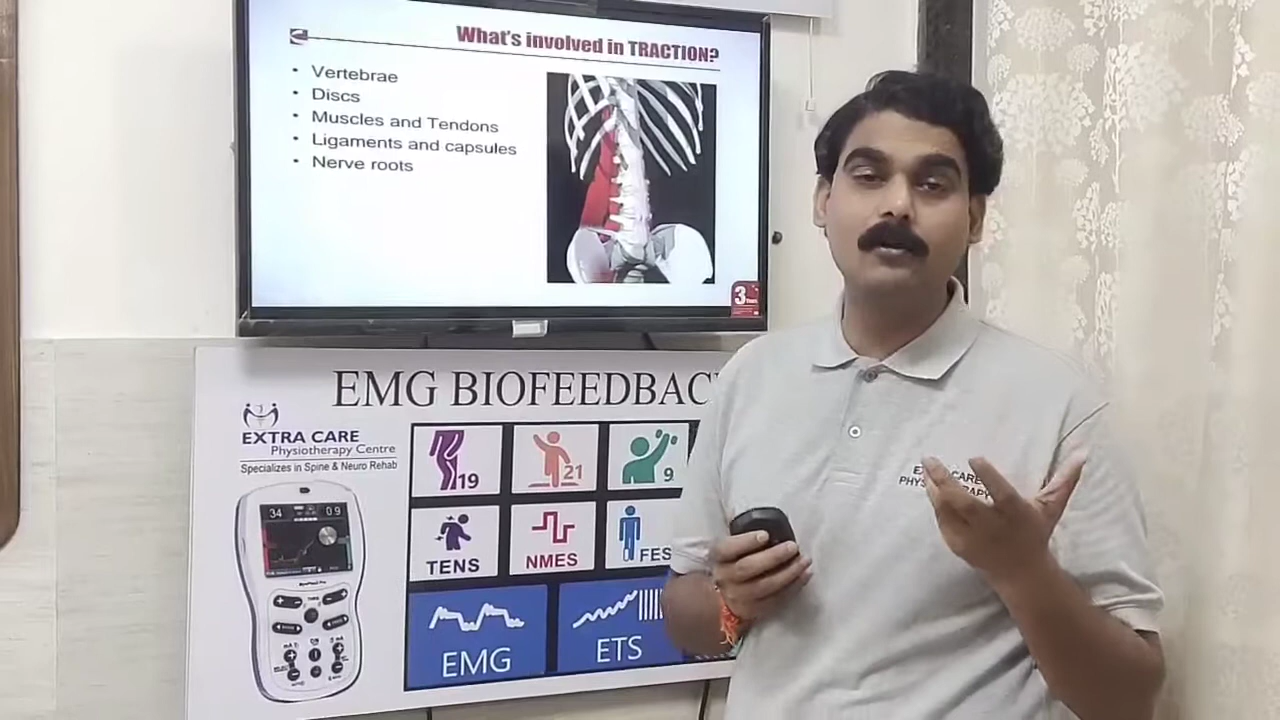 What's involved in TRACTION?
• Vertebrae
• Discs
• Muscles and Tendons
• Ligaments and capsules
• Nerve roots
3
EMG BIOFEEDBAC
EXTRA CARE
Physiotherapy Centre
Specializes in Spine & Neuro Rehab
19
21
9
TENS
NMES
FES
EMG
ETS
34
0.9